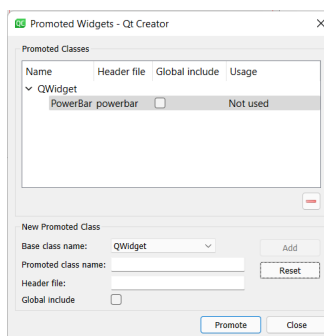 Promoted Widgets - Qt Creator
Promoted Classes
Name Header file Global include Usage
QWidget
PowerBar powerbar Not used
New Promoted Class
Base class name: QWidget Add
Promoted class name: Reset
Header file:
Global include
Promote Close